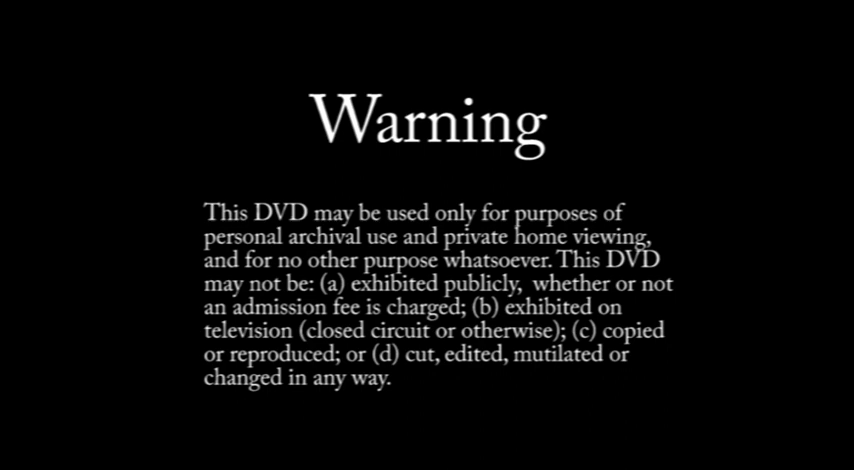 Warning
This DVD may be used only for purposes of
personal archival use and private home viewing,
and for no other purpose whatsoever. This DVD
may not be: (a) exhibited publicly,  whether or not
an admission fee is charged; (b) exhibited on
television (closed circuit or otherwise); (c) copied
or reproduced; or (d) cut, edited, mutilated or
changed in any way.